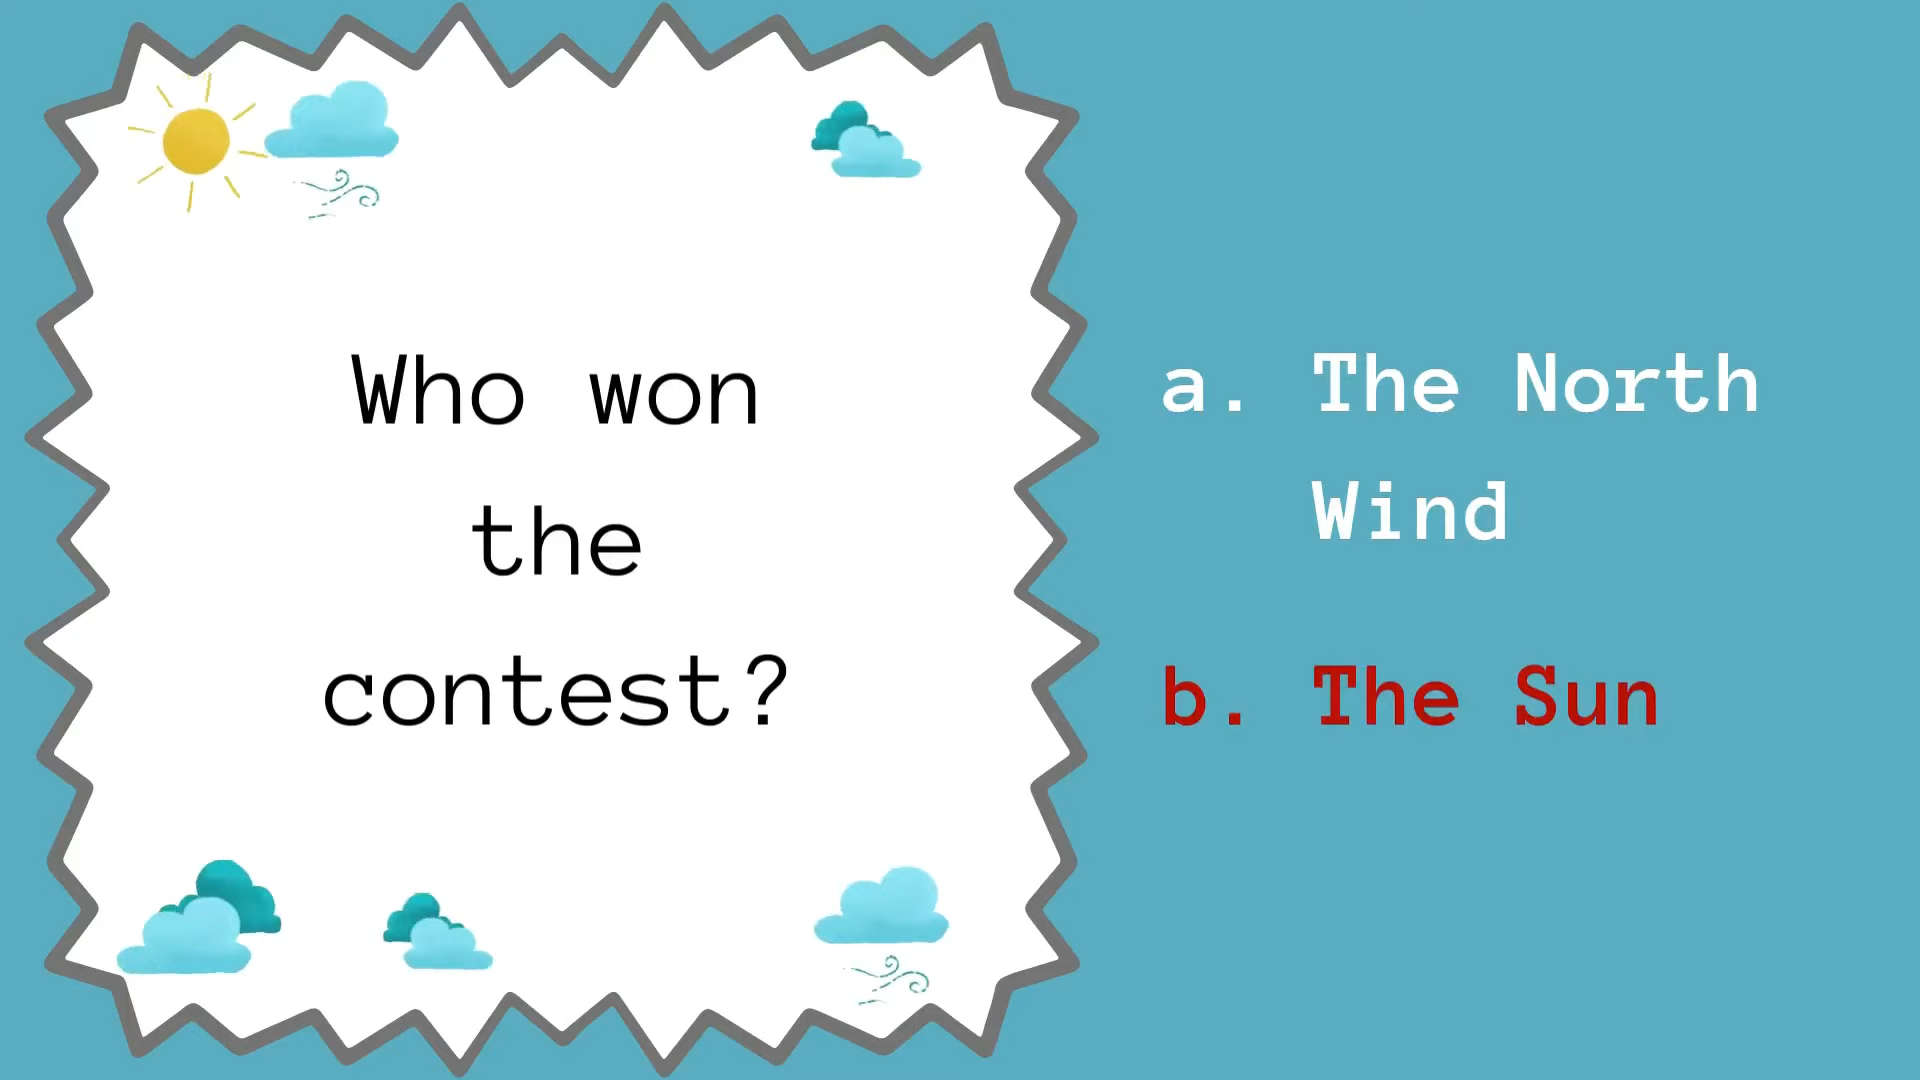 Who won
the
contest?
a. The North
Wind
b. The Sun